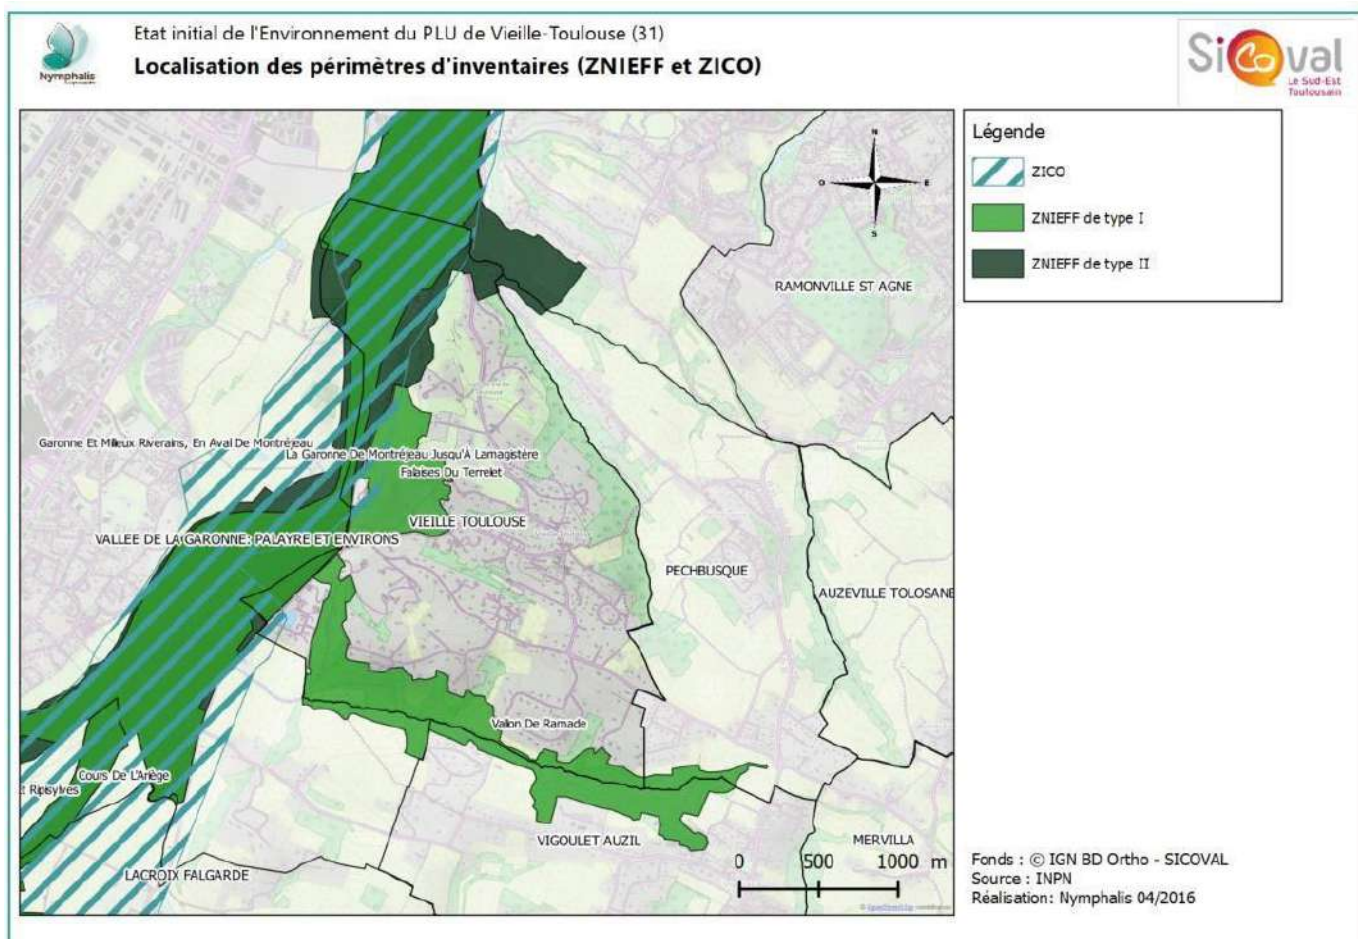 Etat initial de l'Environnement du PLU de Vieille-Toulouse (31)
Localisation des périmètres d'inventaires (ZNIEFF et ZICO)
Nymphalis
Sicoval
Le Sud-Est
Toulousain
Légende
ZICO
ZNIEFF de type I
ZNIEFF de type II
N
O
E
S
RAMONVILLE ST AGNE
Garonne Et Milieux Riverains, En Aval De Montréjeau
La Garonne De Montréjeau Jusqu'À Lamagistère
Falaises Du Terrelet
VIEILLE TOULOUSE
VALLEE DE LA GARONNE: PALAYRE ET ENVIRONS
PECHBUSQUE
AUZEVILLE TOLOSANE
Valon De Ramade
Cours De L'Ariège
t Ripisylves
VIGOULET AUZIL
MERVILLA
LACROIX FALGARDE
0 500 1000 m
Fonds : © IGN BD Ortho - SICOVAL
Source : INPN
Réalisation: Nymphalis 04/2016